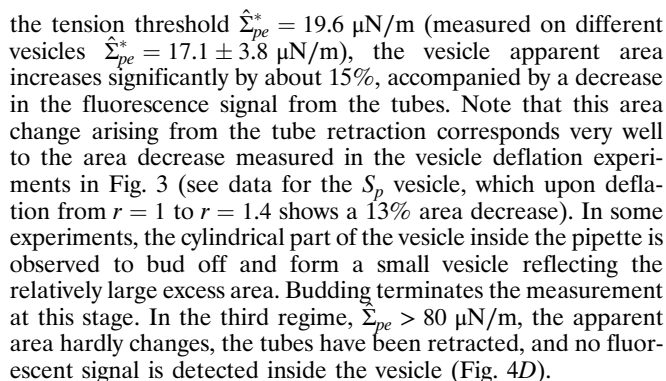 the tension threshold Σ̂*pe = 19.6 μN/m (measured on different
vesicles Σ̂*pe = 17.1 ± 3.8 μN/m), the vesicle apparent area
increases significantly by about 15%, accompanied by a decrease
in the fluorescence signal from the tubes. Note that this area
change arising from the tube retraction corresponds very well
to the area decrease measured in the vesicle deflation experi-
ments in Fig. 3 (see data for the Sp vesicle, which upon defla-
tion from r = 1 to r = 1.4 shows a 13% area decrease). In some
experiments, the cylindrical part of the vesicle inside the pipette is
observed to bud off and form a small vesicle reflecting the
relatively large excess area. Budding terminates the measurement
at this stage. In the third regime, Σ̂pe > 80 μN/m, the apparent
area hardly changes, the tubes have been retracted, and no fluor-
escent signal is detected inside the vesicle (Fig. 4D).